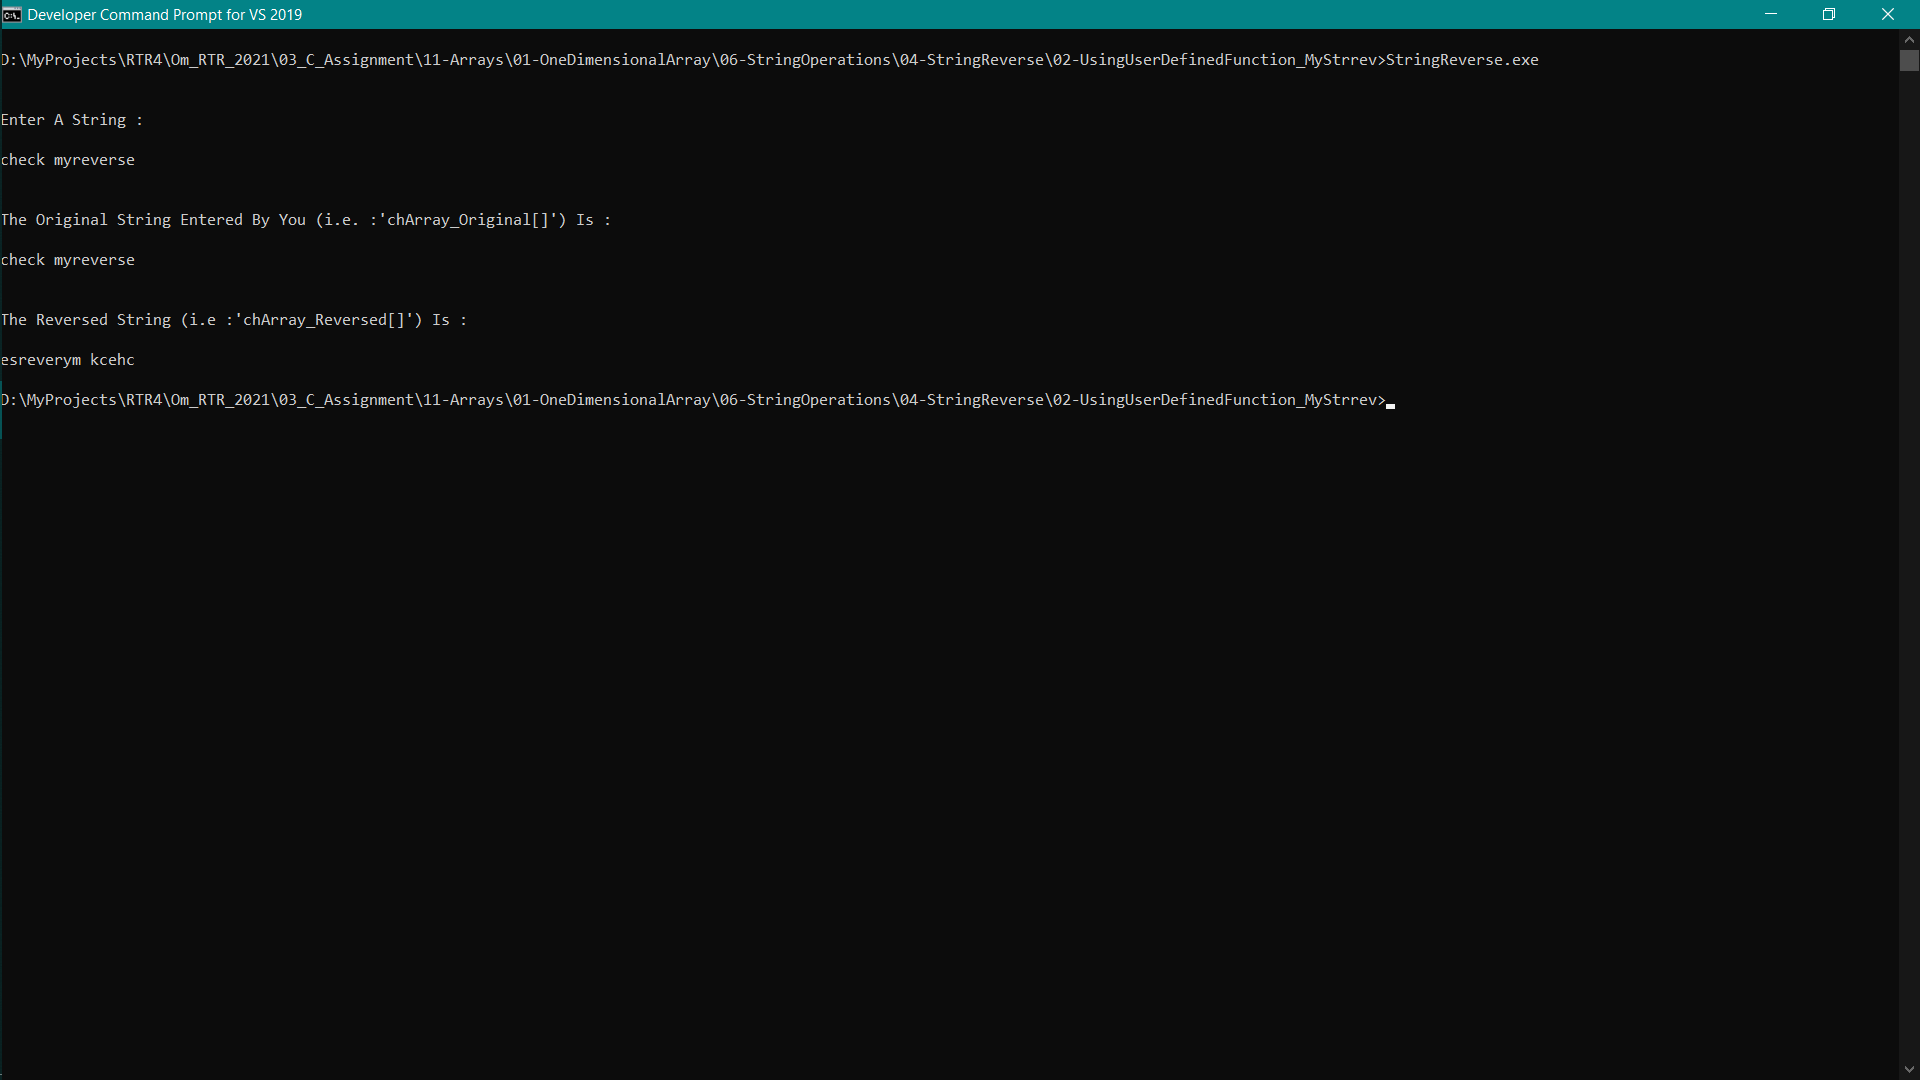 Developer Command Prompt for VS 2019
D:\MyProjects\RTR4\Om_RTR_2021\03_C_Assignment\11-Arrays\01-OneDimensionalArray\06-StringOperations\04-StringReverse\02-UsingUserDefinedFunction_MyStrrev>StringReverse.exe
Enter A String :
check myreverse
The Original String Entered By You (i.e. :'chArray_Original[]') Is :
check myreverse
The Reversed String (i.e :'chArray_Reversed[]') Is :
esreverym kcehc
D:\MyProjects\RTR4\Om_RTR_2021\03_C_Assignment\11-Arrays\01-OneDimensionalArray\06-StringOperations\04-StringReverse\02-UsingUserDefinedFunction_MyStrrev>